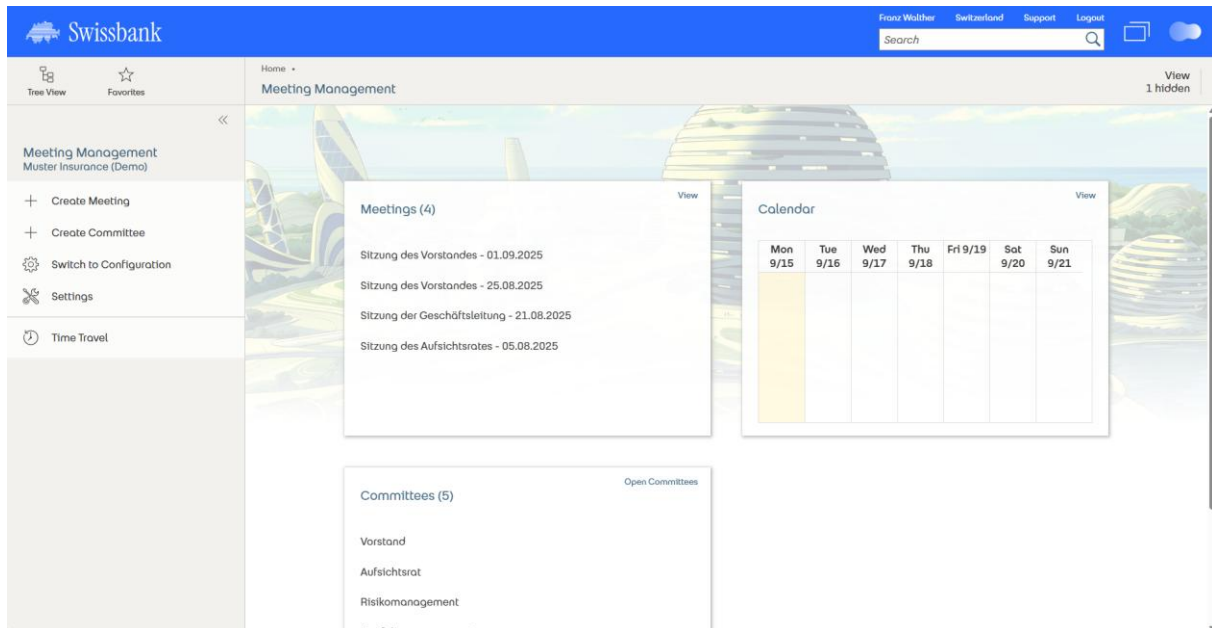 Swissbank
Franz Walther Switzerland Support Logout
Search
Tree View
Favorites
Home
Meeting Management
View
1 hidden
Meeting Management
Muster Insurance (Demo)
Create Meeting
Create Committee
Switch to Configuration
Settings
Time Travel
View
Meetings (4)
Sitzung des Vorstandes - 01.09.2025
Sitzung des Vorstandes - 25.08.2025
Sitzung der Geschäftsleitung - 21.08.2025
Sitzung des Aufsichtsrates - 05.08.2025
View
Calendar
Mon 9/15
Tue 9/16
Wed 9/17
Thu 9/18
Fri 9/19
Sat 9/20
Sun 9/21
Open Committees
Committees (5)
Vorstand
Aufsichtsrat
Risikomanagement